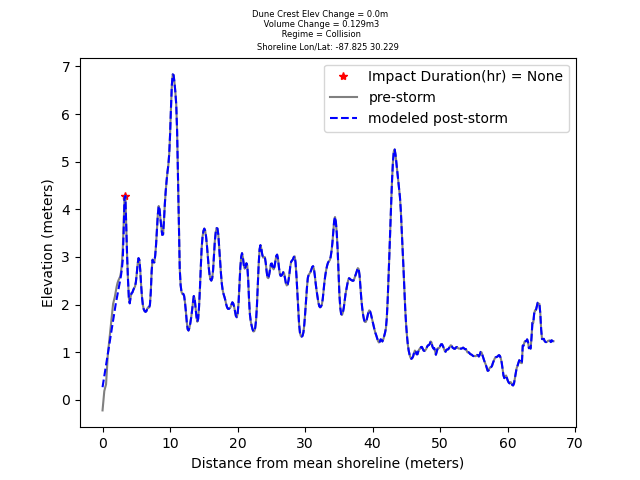 Dune Crest Elev Change = 0.0m
Volume Change = 0.129m3
Regime = Collision
Shoreline Lon/Lat: -87.825 30.229
Impact Duration(hr) = None
pre-storm
modeled post-storm
Elevation (meters)
7
6
5
4
3
2
1
0
0 10 20 30 40 50 60 70
Distance from mean shoreline (meters)